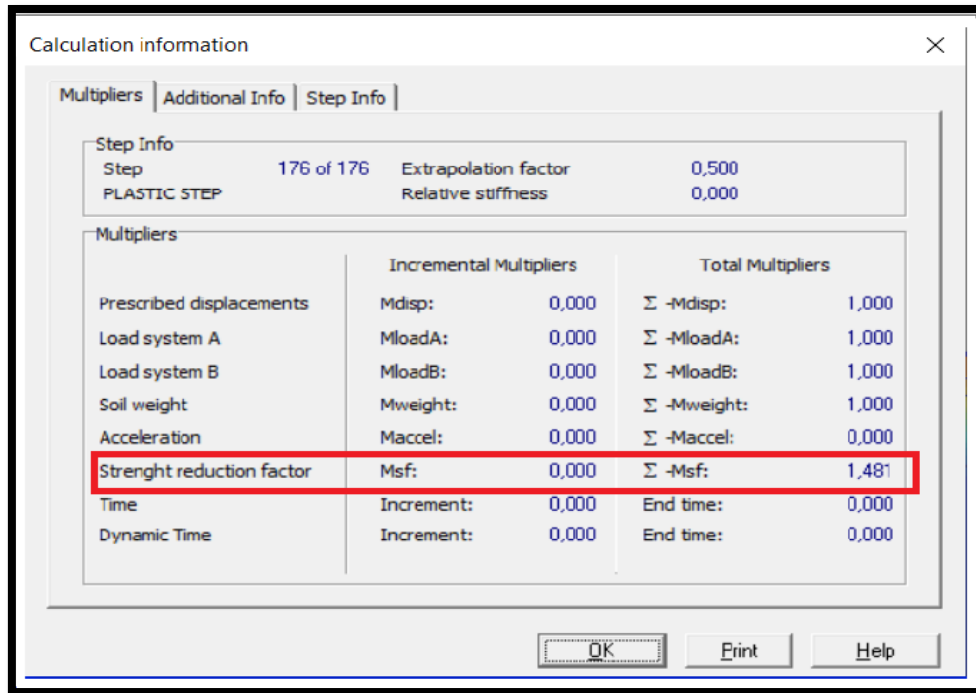 Calculation information
Multipliers Additional Info Step Info
Step Info
Step 176 of 176 Extrapolation factor 0,500
PLASTIC STEP Relative stiffness 0,000
Multipliers
Incremental Multipliers Total Multipliers
Prescribed displacements Mdisp: 0,000 Σ -Mdisp: 1,000
Load system A MloadA: 0,000 Σ -MloadA: 1,000
Load system B MloadB: 0,000 Σ -MloadB: 1,000
Soil weight Mweight: 0,000 Σ -Mweight: 1,000
Acceleration Maccel: 0,000 Σ -Maccel: 0,000
Strenght reduction factor Msf: 0,000 Σ -Msf: 1,481
Time Increment: 0,000 End time: 0,000
Dynamic Time Increment: 0,000 End time: 0,000
OK Print Help